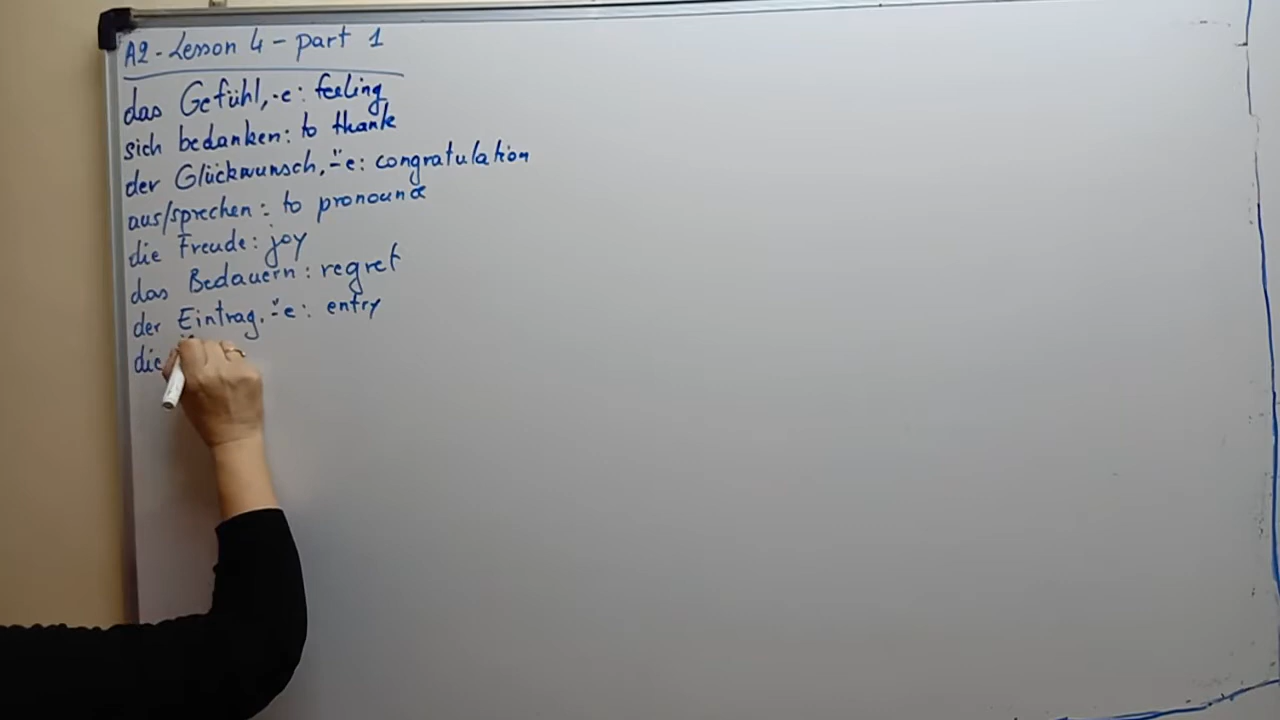 A2 - Lesson 4 - part 1
das Gefühl, -e: feeling
sich bedanken: to thank
der Glückwunsch, -̈e: congratulation
aus/sprechen: to pronounce
die Freude: joy
das Bedauern: regret
der Eintrag, -̈e: entry
die